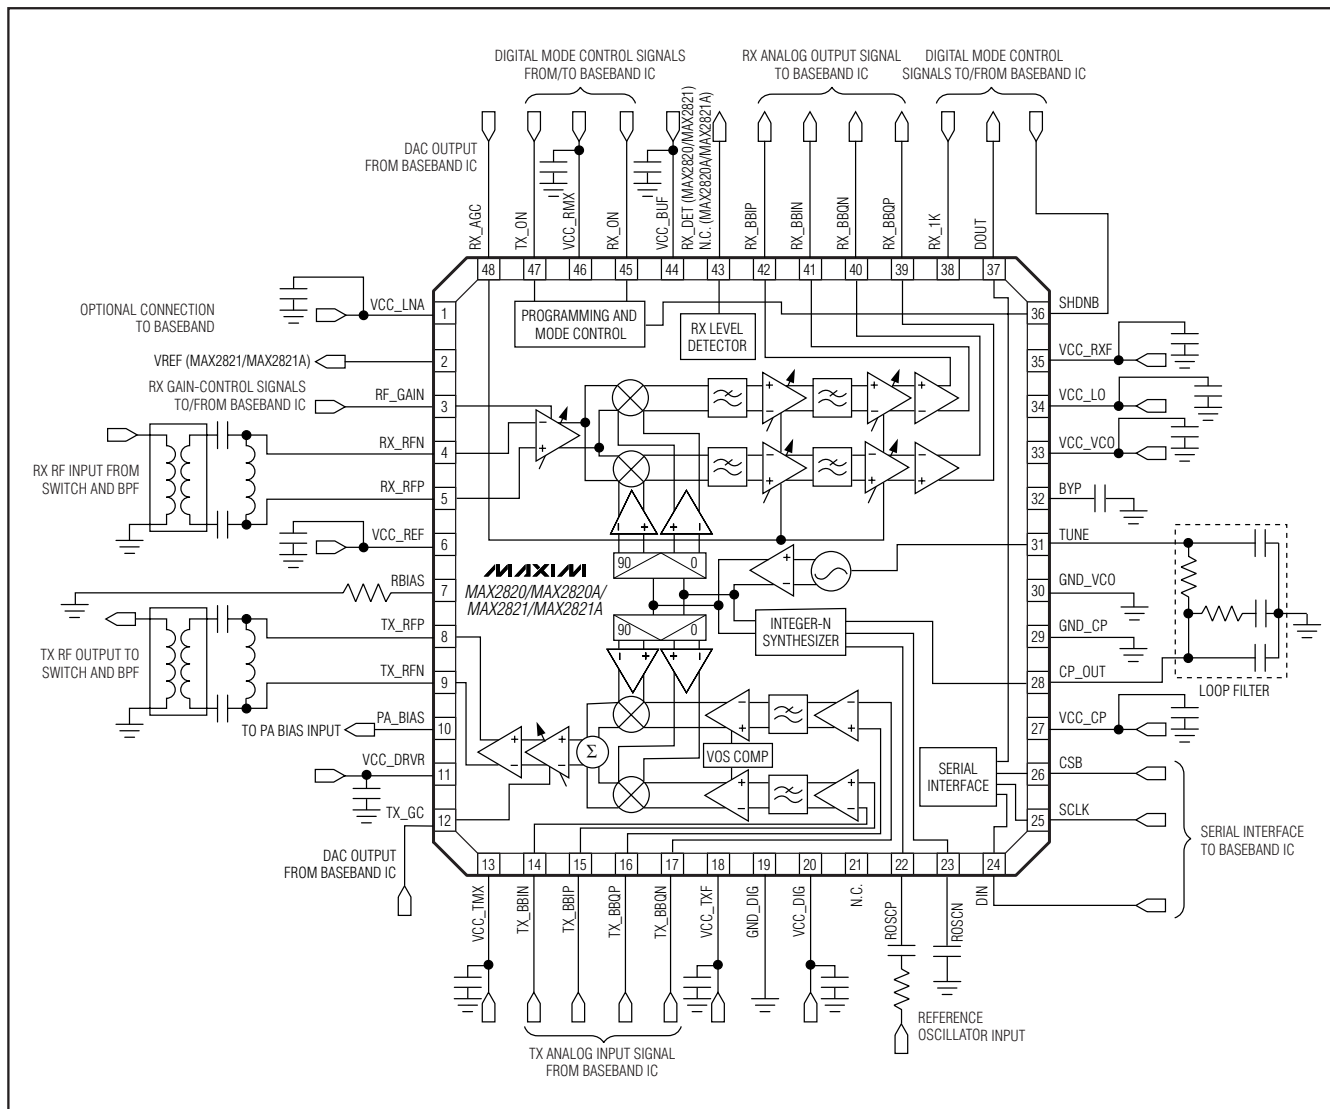 DIGITAL MODE CONTROL SIGNALS
FROM/TO BASEBAND IC
RX ANALOG OUTPUT SIGNAL
TO BASEBAND IC
DIGITAL MODE CONTROL
SIGNALS TO/FROM BASEBAND IC
DAC OUTPUT
FROM BASEBAND IC
RX_AGC
TX_ON
VCC_RMX
RX_ON
VCC_BUF
RX_DET (MAX2820/MAX2821)
N.C. (MAX2820A/MAX2821A)
RX_BBIP
RX_BBIN
RX_BBQN
RX_BBQP
RX_1K
DOUT
48
47
46
45
44
43
42
41
40
39
38
37
OPTIONAL CONNECTION
TO BASEBAND
VCC_LNA
1
VREF (MAX2821/MAX2821A)
2
RX GAIN-CONTROL SIGNALS
TO/FROM BASEBAND IC
RF_GAIN
3
RX_RFN
4
RX RF INPUT FROM
SWITCH AND BPF
RX_RFP
5
VCC_REF
6
RBIAS
7
TX_RFP
8
TX RF OUTPUT TO
SWITCH AND BPF
TX_RFN
9
TO PA BIAS INPUT
PA_BIAS
10
VCC_DRVR
11
TX_GC
12
DAC OUTPUT
FROM BASEBAND IC
PROGRAMMING AND
MODE CONTROL
RX LEVEL
DETECTOR
90
0
MAXIM
MAX2820/MAX2820A/
MAX2821/MAX2821A
90
0
INTEGER-N
SYNTHESIZER
Σ
VOS COMP
SERIAL
INTERFACE
36
SHDNB
35
VCC_RXF
34
VCC_LO
33
VCC_VCO
32
BYP
31
TUNE
30
GND_VCO
29
GND_CP
28
CP_OUT
LOOP FILTER
27
VCC_CP
26
CSB
25
SCLK
SERIAL INTERFACE
TO BASEBAND IC
13
14
15
16
17
18
19
20
21
22
23
24
VCC_TMX
TX_BBIN
TX_BBIP
TX_BBQP
TX_BBQN
VCC_TXF
GND_DIG
VCC_DIG
N.C.
ROSCP
ROSCN
DIN
TX ANALOG INPUT SIGNAL
FROM BASEBAND IC
REFERENCE
OSCILLATOR INPUT